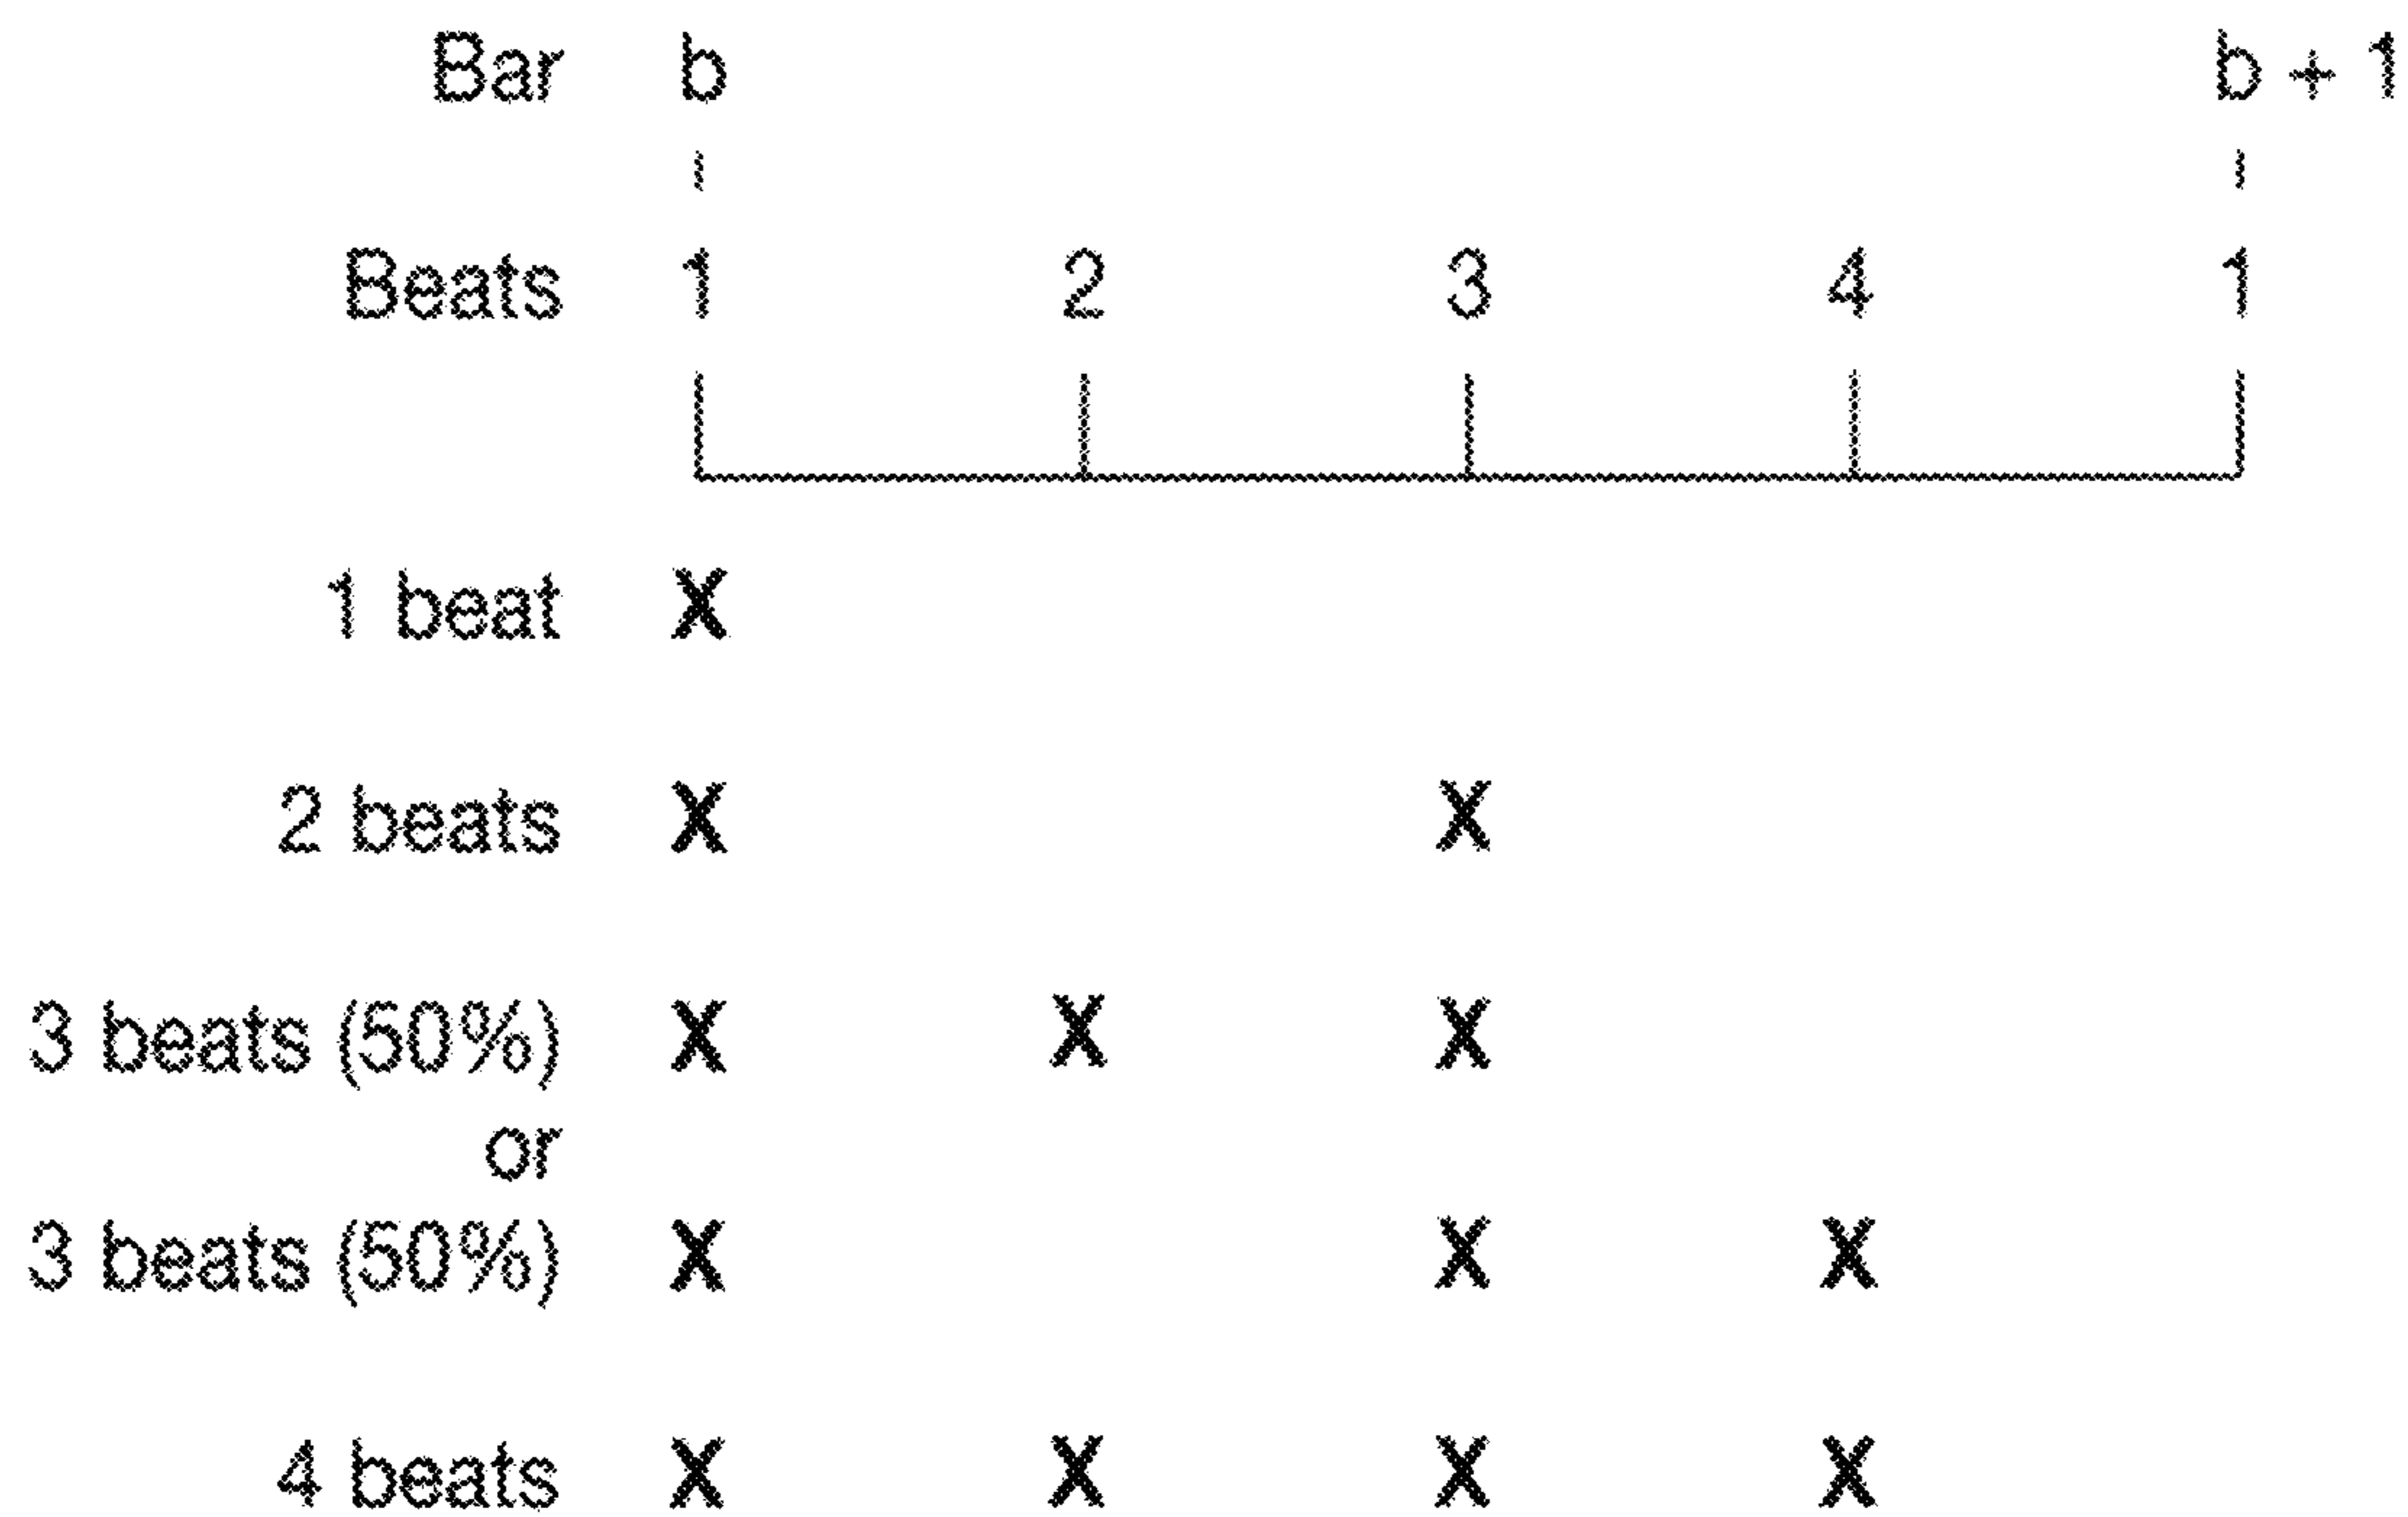 Bar b b + 1
Beats 1 2 3 4 1
1 beat X
2 beats X X
3 beats (50%) X X X
or
3 beats (50%) X X X
4 beats X X X X